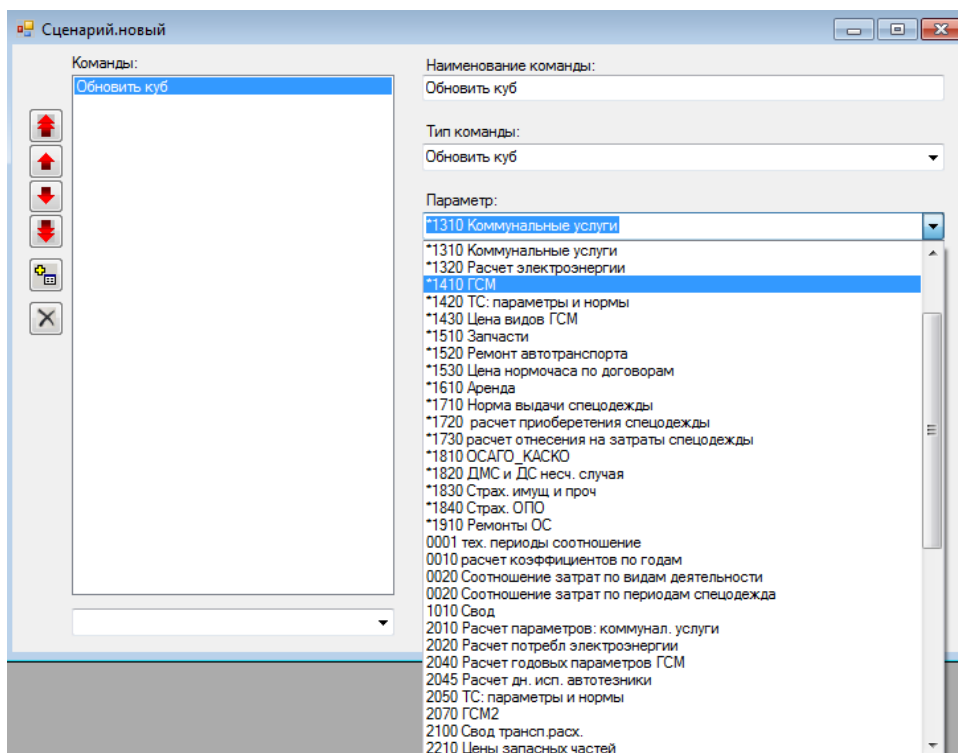 Сценарий.новый
Команды:
Обновить куб
Наименование команды:
Обновить куб
Тип команды:
Обновить куб
Параметр:
*1310 Коммунальные услуги
*1310 Коммунальные услуги
*1320 Расчет электроэнергии
*1410 ГСМ
*1420 ТС: параметры и нормы
*1430 Цена видов ГСМ
*1510 Запчасти
*1520 Ремонт автотранспорта
*1530 Цена нормочаса по договорам
*1610 Аренда
*1710 Норма выдачи спецодежды
*1720  расчет приоберетения спецодежды
*1730 расчет отнесения на затраты спецодежды
*1810 ОСАГО_КАСКО
*1820 ДМС и ДС несч. случая
*1830 Страх. имущ и проч
*1840 Страх. ОПО
*1910 Ремонты ОС
0001 тех. периоды соотношение
0010 расчет коэффициентов по годам
0020 Соотношение затрат по видам деятельности
0020 Соотношение затрат по периодам спецодежда
1010 Свод
2010 Расчет параметров: коммунал. услуги
2020 Расчет потребл электроэнергии
2040 Расчет годовых параметров ГСМ
2045 Расчет дн. исп. автотезники
2050 ТС: параметры и нормы
2070 ГСМ2
2100 Свод трансп.расх.
2210 Цены запасных частей